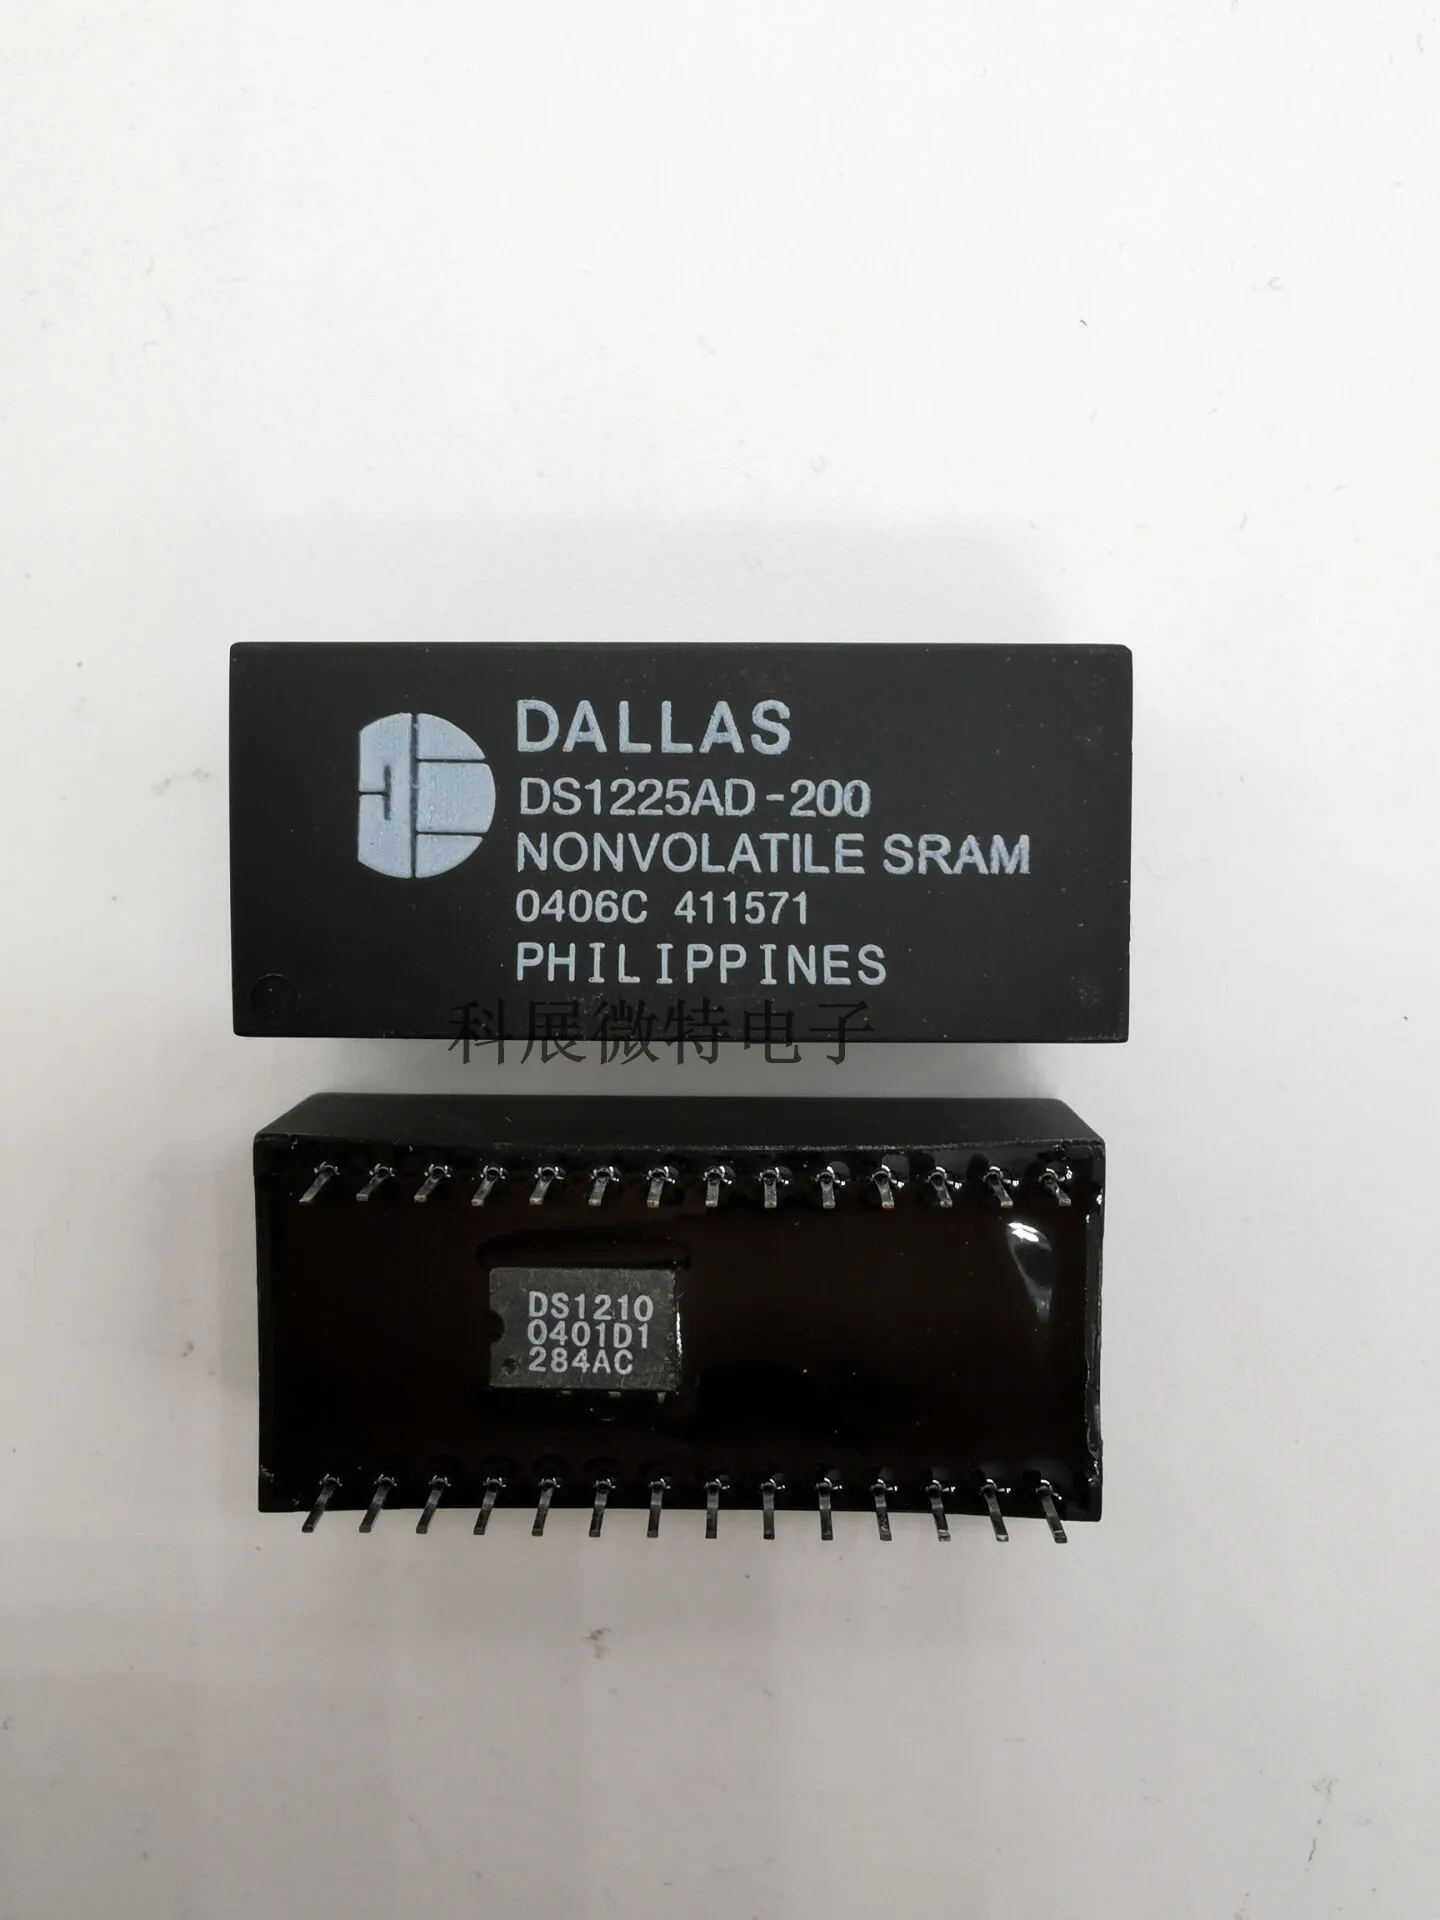 DALLAS
DS1225AD-200
NONVOLATILE SRAM
0406C 411571
PHILIPPINES
科展微特电子
DS1210
0401D1
284AC